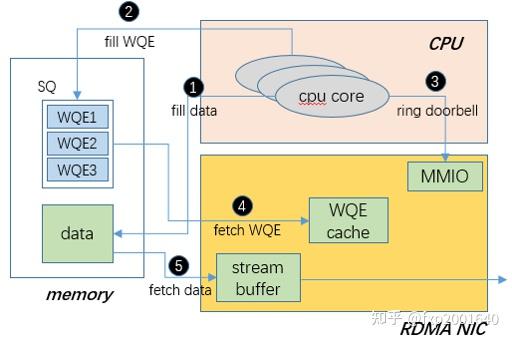 2
fill WQE
CPU
SQ
1
3
WQE1
fill data
cpu core
ring doorbell
WQE2
WQE3
MMIO
4
WQE
cache
fetch WQE
data
5
stream
buffer
fetch data
memory
知乎 @fxp2001640
RDMA NIC